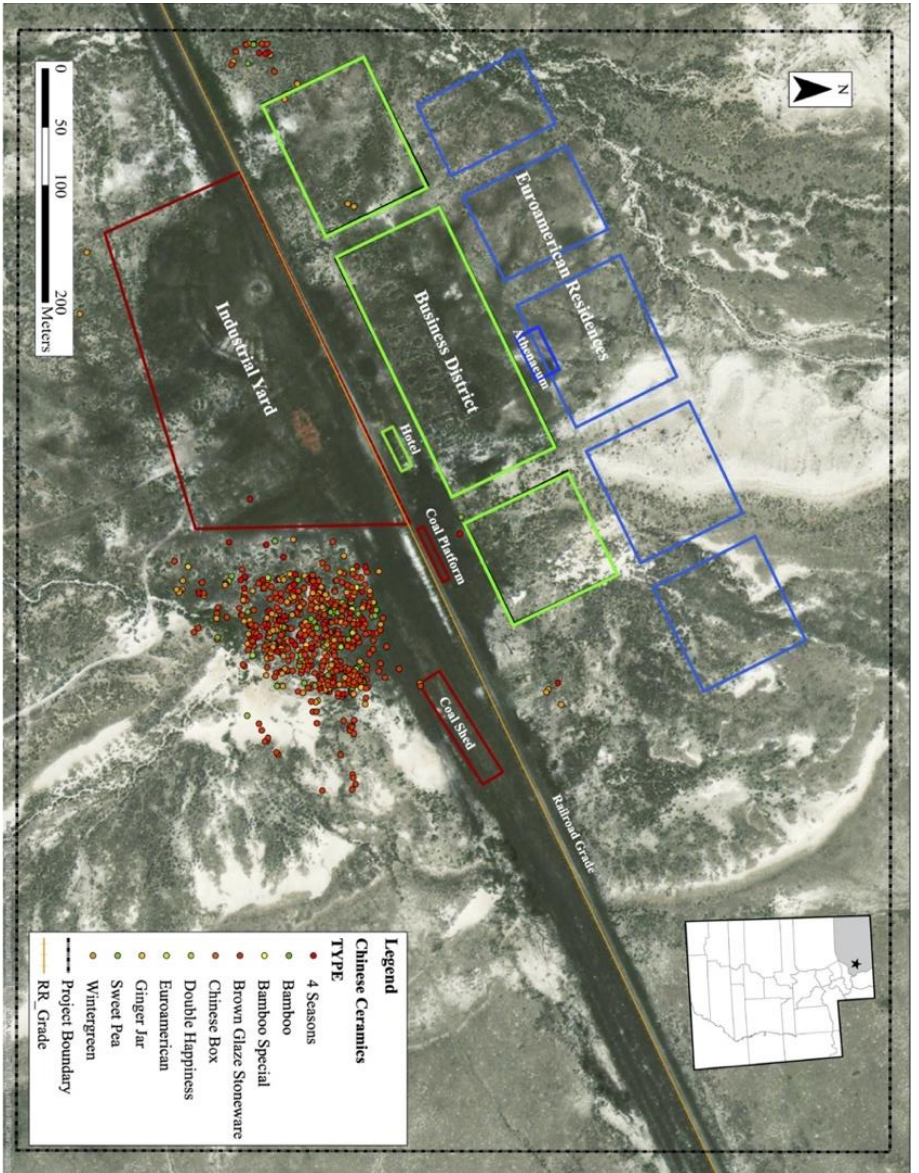 N
0 50 100 200
Meters
Euroamerican Residences
Athenaeum
Business District
Hotel
Industrial Yard
Coal Platform
Coal Shed
Railroad Grade
Legend
Chinese Ceramics
TYPE
4 Seasons
Bamboo
Bamboo Special
Brown Glaze Stoneware
Chinese Box
Double Happiness
Euroamerican
Ginger Jar
Sweet Pea
Wintergreen
Project Boundary
RR_Grade